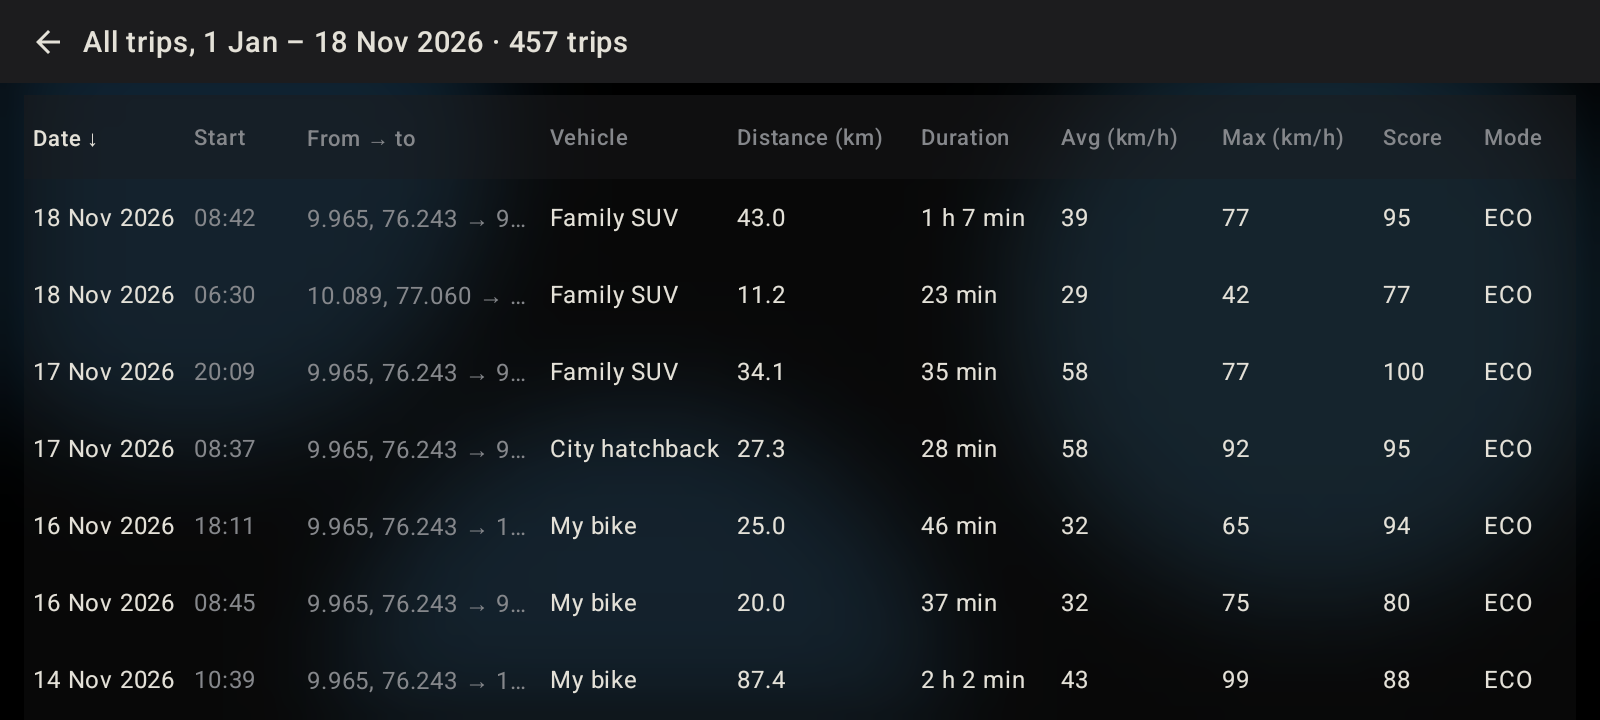 ← All trips, 1 Jan – 18 Nov 2026 · 457 trips
Date ↓ Start From → to Vehicle Distance (km) Duration Avg (km/h) Max (km/h) Score Mode
18 Nov 2026 08:42 9.965, 76.243 → 9… Family SUV 43.0 1 h 7 min 39 77 95 ECO
18 Nov 2026 06:30 10.089, 77.060 → … Family SUV 11.2 23 min 29 42 77 ECO
17 Nov 2026 20:09 9.965, 76.243 → 9… Family SUV 34.1 35 min 58 77 100 ECO
17 Nov 2026 08:37 9.965, 76.243 → 9… City hatchback 27.3 28 min 58 92 95 ECO
16 Nov 2026 18:11 9.965, 76.243 → 1… My bike 25.0 46 min 32 65 94 ECO
16 Nov 2026 08:45 9.965, 76.243 → 9… My bike 20.0 37 min 32 75 80 ECO
14 Nov 2026 10:39 9.965, 76.243 → 1… My bike 87.4 2 h 2 min 43 99 88 ECO